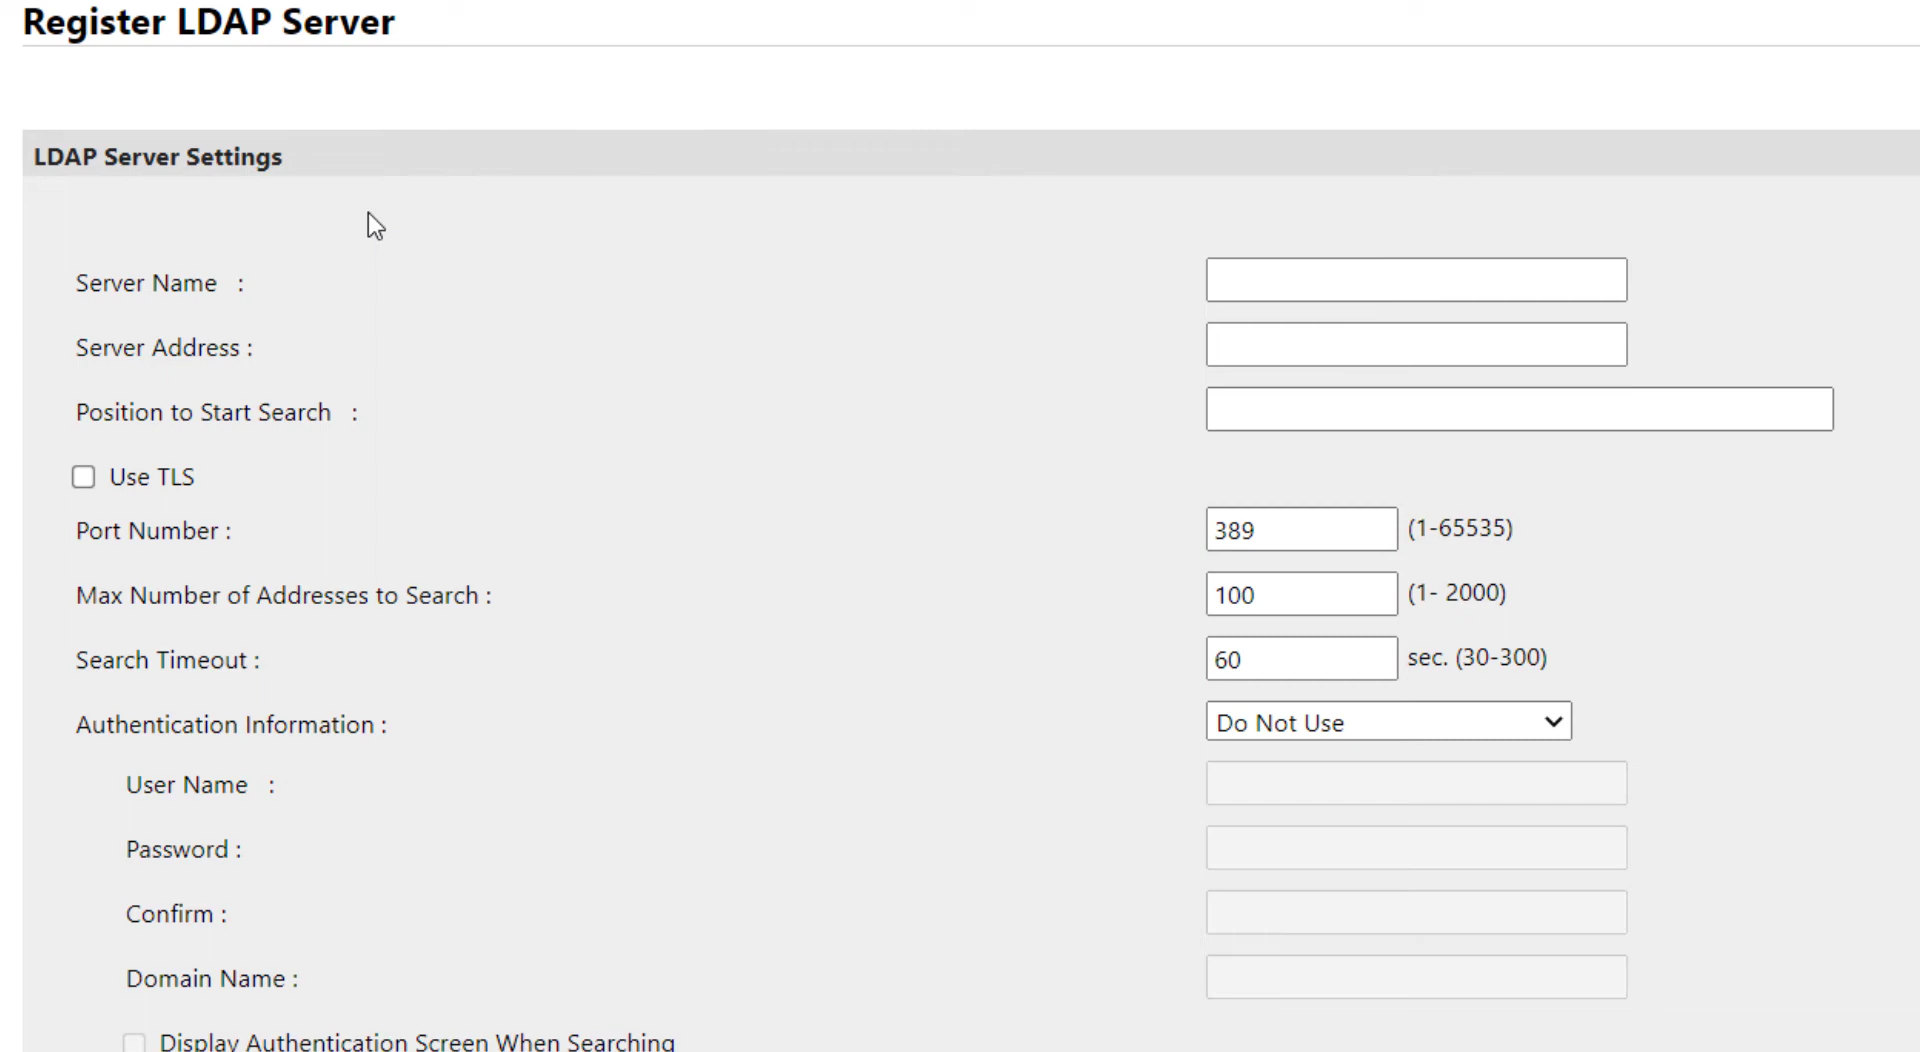 Register LDAP Server
LDAP Server Settings
Server Name :
Server Address :
Position to Start Search :
Use TLS
Port Number : 389 (1-65535)
Max Number of Addresses to Search : 100 (1- 2000)
Search Timeout : 60 sec. (30-300)
Authentication Information : Do Not Use
User Name :
Password :
Confirm :
Domain Name :
Display Authentication Screen When Searching